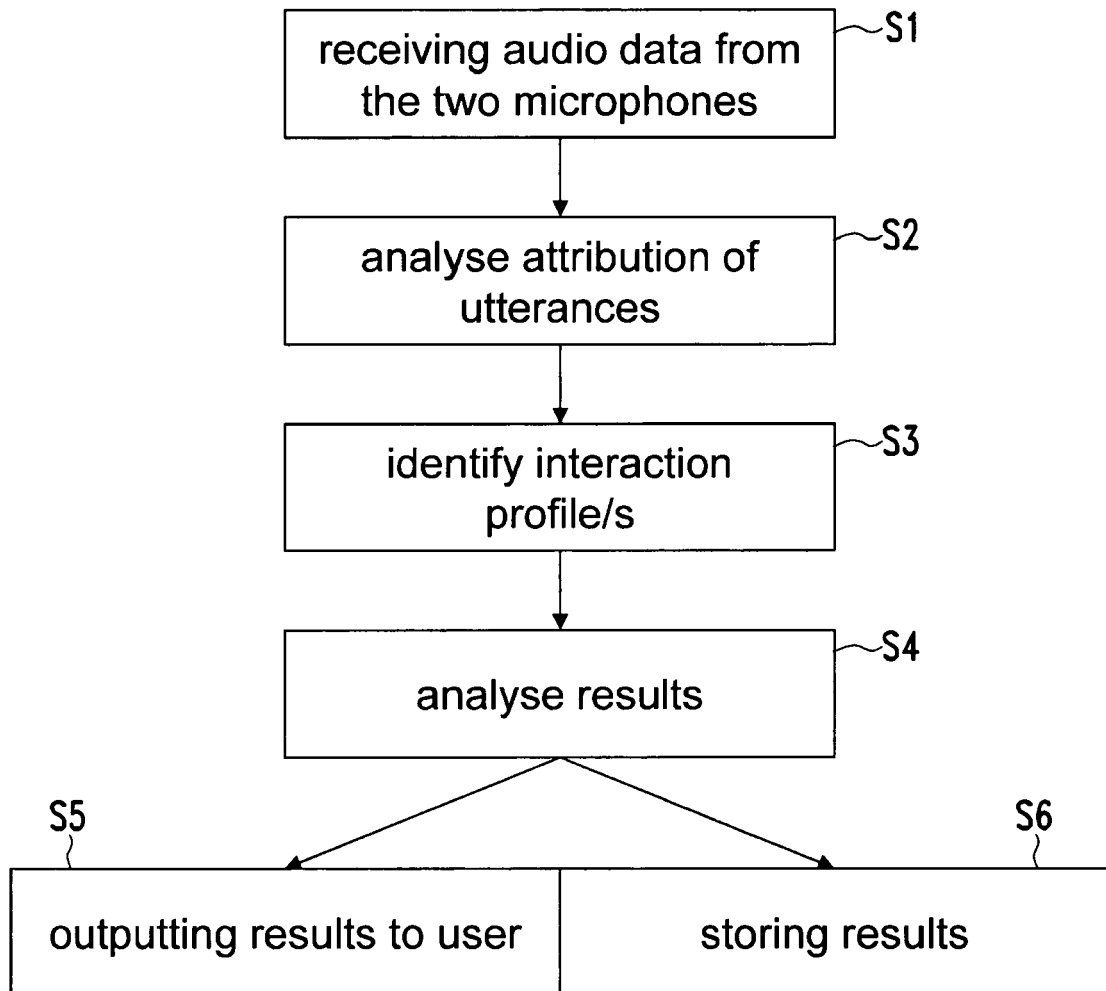 receiving audio data from
the two microphones
S1
analyse attribution of
utterances
S2
identify interaction
profile/s
S3
analyse results
S4
S5
S6
outputting results to user
storing results